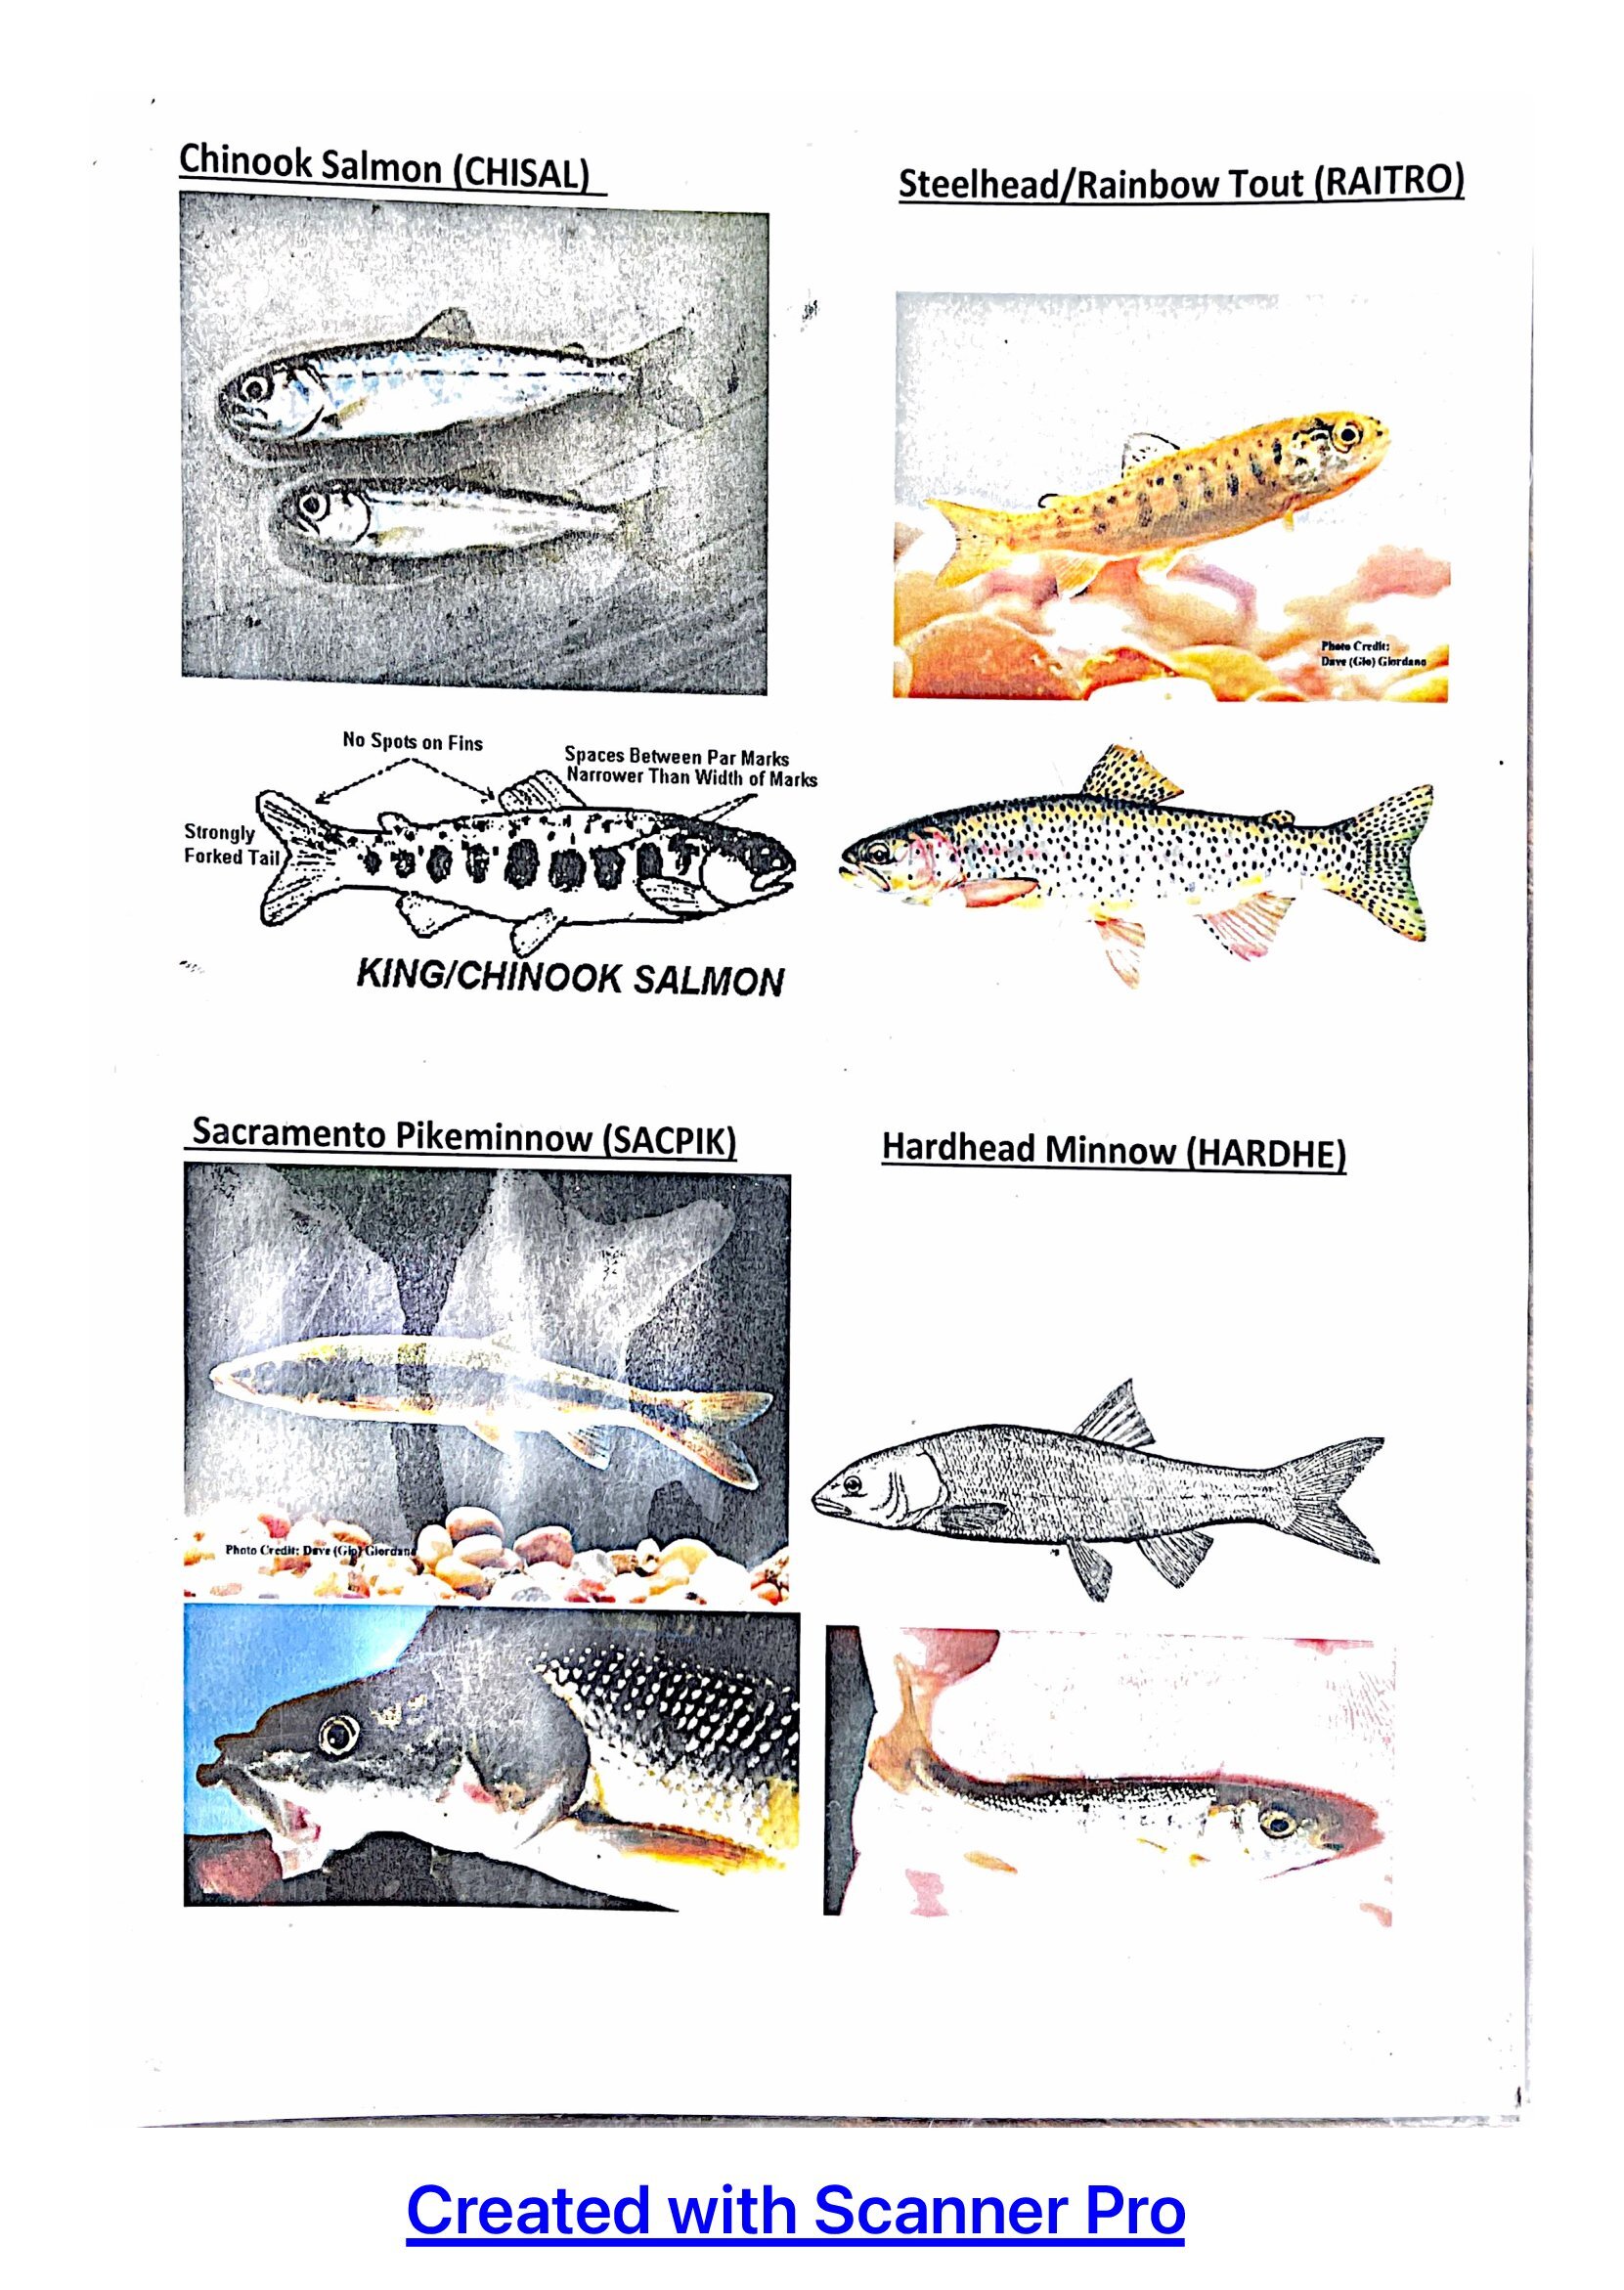 Chinook Salmon (CHISAL)
Steelhead/Rainbow Tout (RAITRO)
Photo Credit:
Dave (Gio) Giordano
No Spots on Fins
Spaces Between Par Marks
Narrower Than Width of Marks
Strongly
Forked Tail
KING/CHINOOK SALMON
Sacramento Pikeminnow (SACPIK)
Hardhead Minnow (HARDHE)
Photo Credit: Dave (Gio) Giordano
Created with Scanner Pro